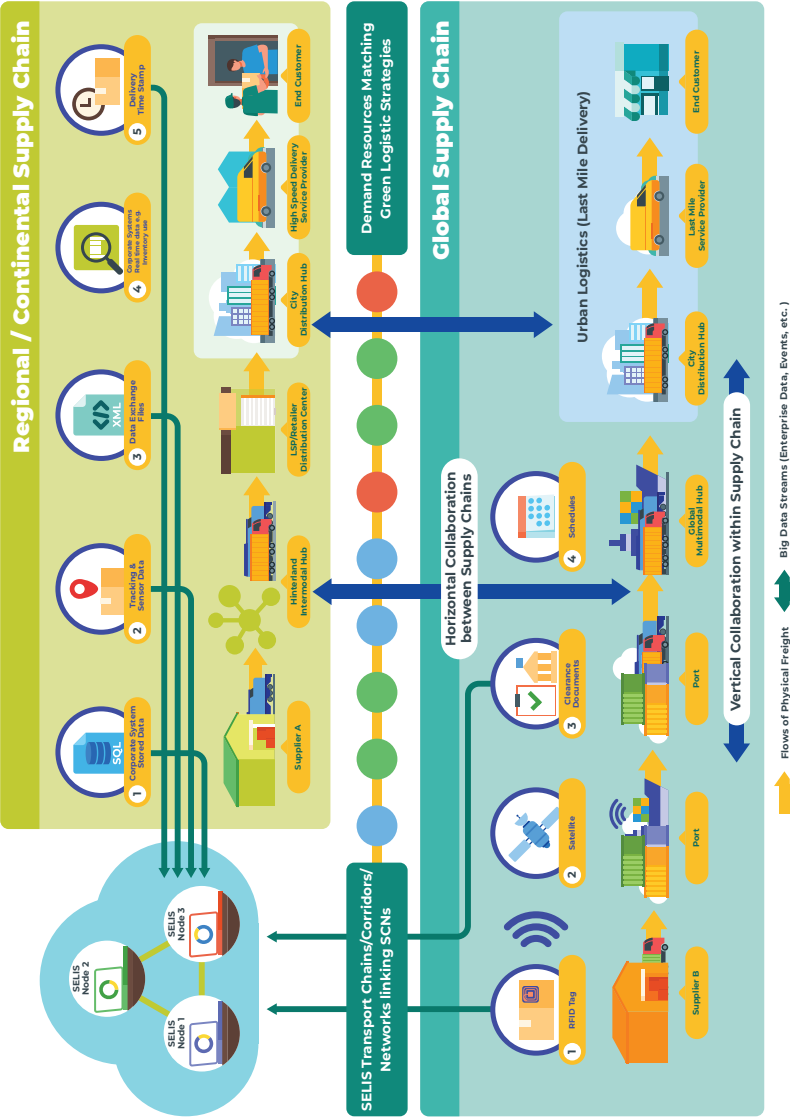 Regional / Continental Supply Chain
SELIS
Node 1
SELIS
Node 2
SELIS
Node 3
SQL
1
Corporate System
Stored Data
2
Tracking &
Sensor Data
XML
3
Data Exchange
Files
4
Corporate Systems
Real time data e.g.
Inventory use
5
Delivery
Time Stamp
Supplier A
Hinterland
Intermodal Hub
LSP/Retailer
Distribution Center
City
Distribution Hub
High Speed Delivery
Service Provider
End Customer
SELIS Transport Chains/Corridors/
Networks linking SCNs
Demand Resources Matching
Green Logistic Strategies
Global Supply Chain
Horizontal Collaboration
between Supply Chains
1
RFID Tag
2
Satellite
3
Clearance
Documents
4
Schedules
Urban Logistics (Last Mile Delivery)
Supplier B
Port
Port
Global
Multimodal Hub
City
Distribution Hub
Last Mile
Service Provider
End Customer
Vertical Collaboration within Supply Chain
Flows of Physical Freight
Big Data Streams (Enterprise Data, Events, etc. )